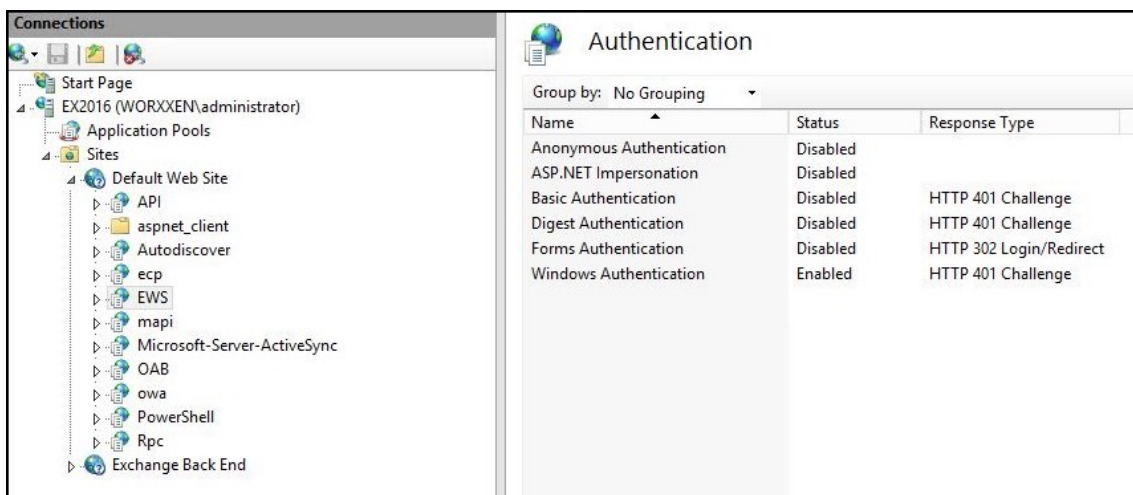 Connections
Start Page
EX2016 (WORXXEN\administrator)
Application Pools
Sites
Default Web Site
API
aspnet_client
Autodiscover
ecp
EWS
mapi
Microsoft-Server-ActiveSync
OAB
owa
PowerShell
Rpc
Exchange Back End
Authentication
Group by: No Grouping
Name Status Response Type
Anonymous Authentication Disabled
ASP.NET Impersonation Disabled
Basic Authentication Disabled HTTP 401 Challenge
Digest Authentication Disabled HTTP 401 Challenge
Forms Authentication Disabled HTTP 302 Login/Redirect
Windows Authentication Enabled HTTP 401 Challenge